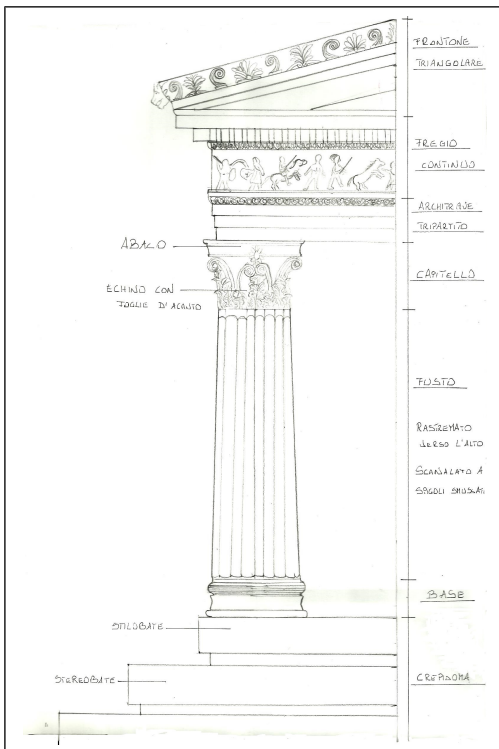 FRONTONE
TRIANGOLARE
FREGIO
CONTINUO
ARCHITRAVE
TRIPARTITO
ABACO
CAPITELLO
ECHINO CON
FOGLIE D'ACANTO
FUSTO
RASTREMATO
VERSO L'ALTO
SCANALATO A
SPIGOLI SMUSSATI
BASE
STILOBATE
STEREOBATE
CREPIDOMA